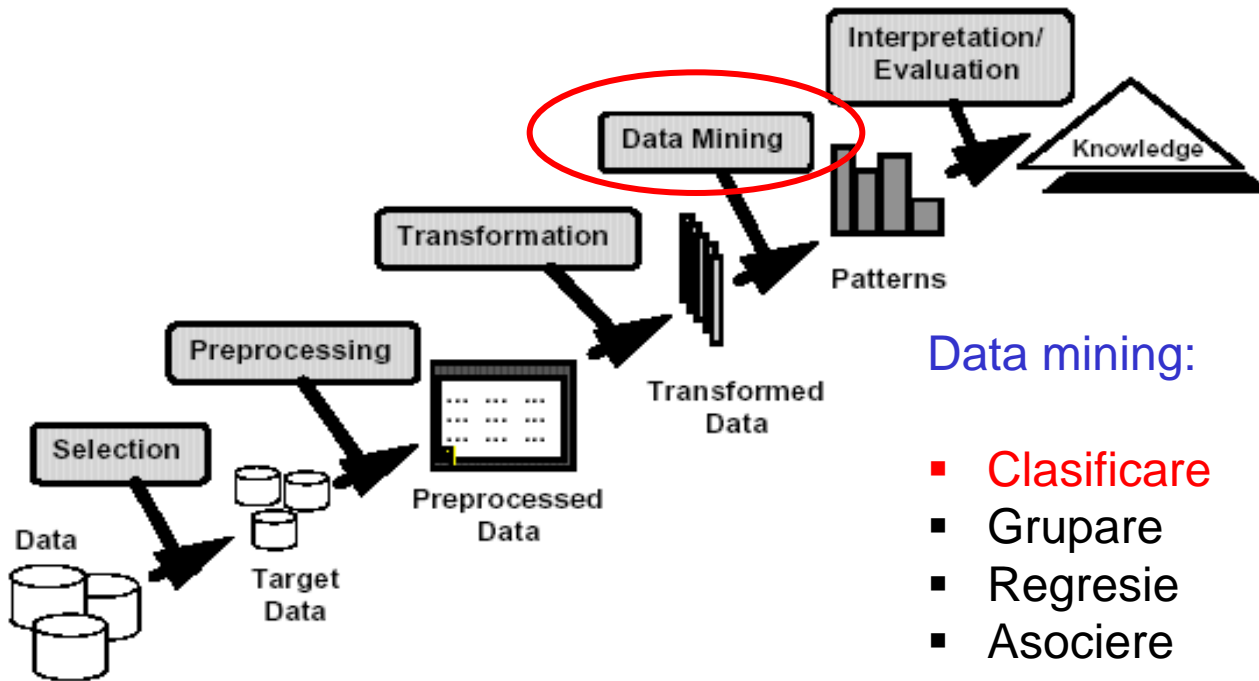 Interpretation/
Evaluation
Data Mining
Knowledge
Transformation
Patterns
Preprocessing
Data mining:
Transformed
Data
Selection
... ... ...
... ... ...
... ... ...
Preprocessed
Data
▪ Clasificare
▪ Grupare
Data
Target
Data
▪ Regresie
▪ Asociere